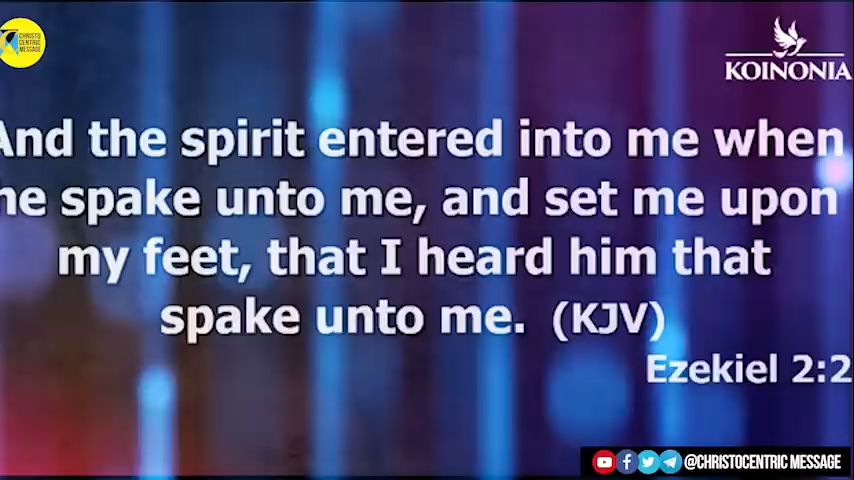 CHRISTO
CENTRIC
MESSAGE
KOINONIA
And the spirit entered into me when
he spake unto me, and set me upon
my feet, that I heard him that
spake unto me. (KJV)
Ezekiel 2:2
@CHRISTOCENTRIC MESSAGE